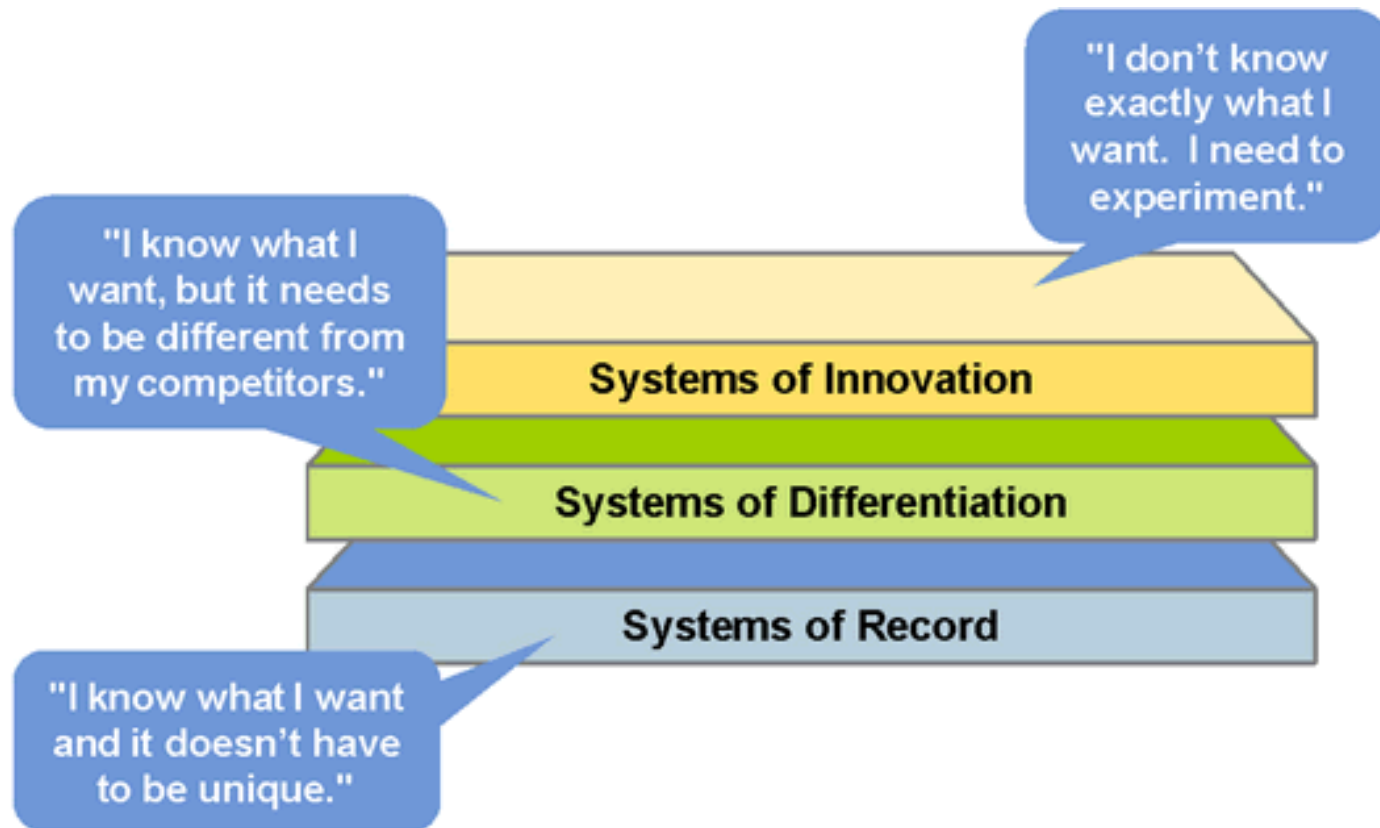 "I don’t know
exactly what I
want.  I need to
experiment."
"I know what I
want, but it needs
to be different from
my competitors."
Systems of Innovation
Systems of Differentiation
Systems of Record
"I know what I want
and it doesn’t have
to be unique."